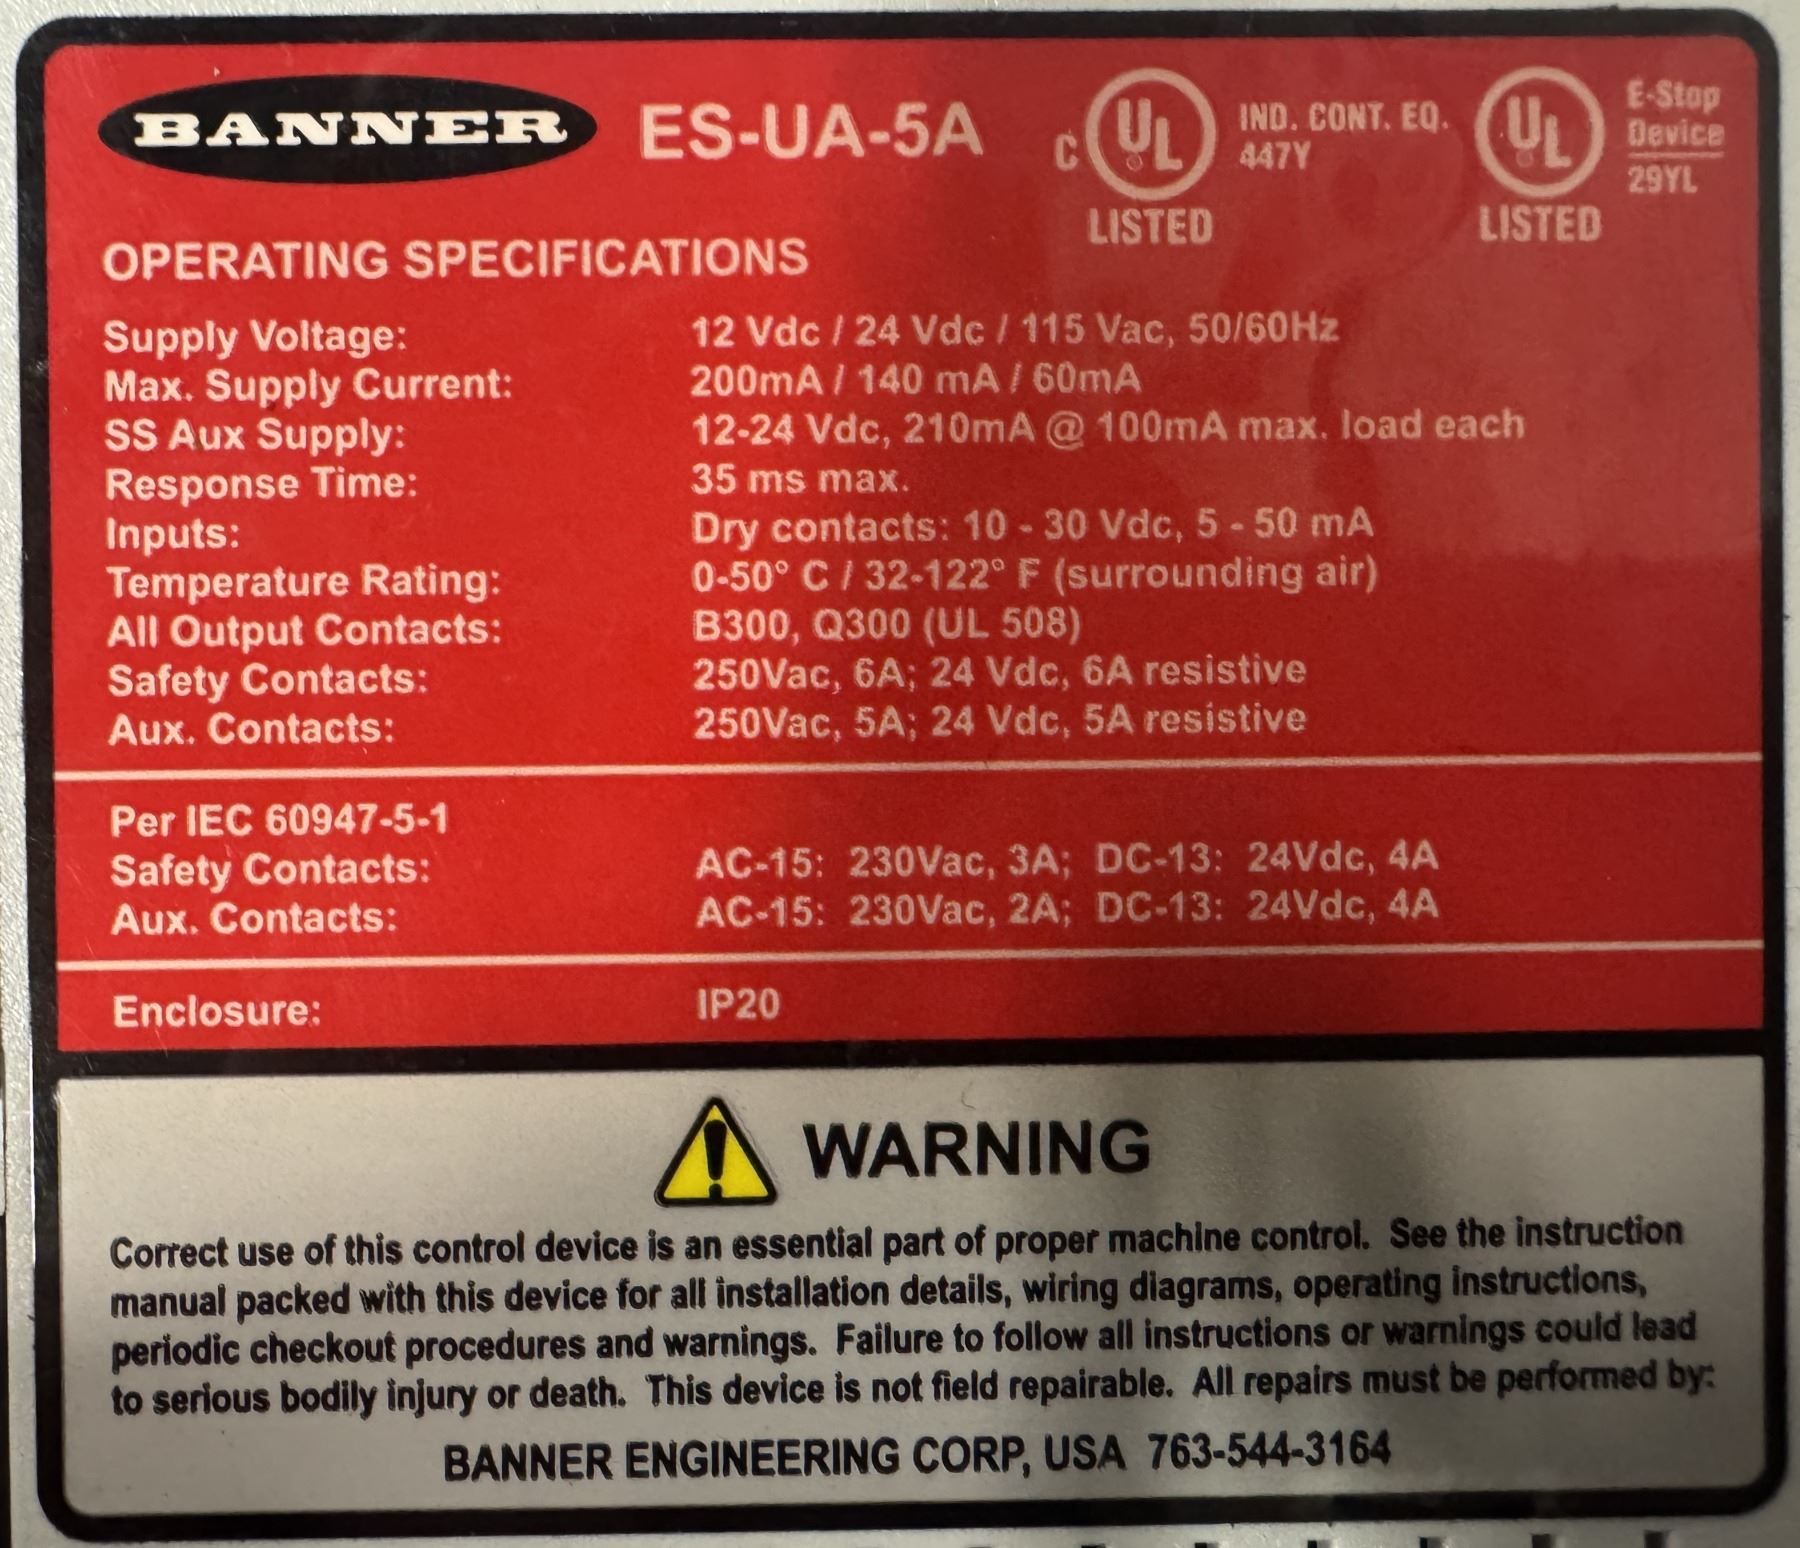 BANNER ES-UA-5A
C UL LISTED IND. CONT. EQ. 447Y
UL LISTED E-Stop Device 29YL
OPERATING SPECIFICATIONS
Supply Voltage: 12 Vdc / 24 Vdc / 115 Vac, 50/60Hz
Max. Supply Current: 200mA / 140 mA / 60mA
SS Aux Supply: 12-24 Vdc, 210mA @ 100mA max. load each
Response Time: 35 ms max.
Inputs: Dry contacts: 10 - 30 Vdc, 5 - 50 mA
Temperature Rating: 0-50° C / 32-122° F (surrounding air)
All Output Contacts: B300, Q300 (UL 508)
Safety Contacts: 250Vac, 6A; 24 Vdc, 6A resistive
Aux. Contacts: 250Vac, 5A; 24 Vdc, 5A resistive
Per IEC 60947-5-1
Safety Contacts: AC-15: 230Vac, 3A; DC-13: 24Vdc, 4A
Aux. Contacts: AC-15: 230Vac, 2A; DC-13: 24Vdc, 4A
Enclosure: IP20
WARNING
Correct use of this control device is an essential part of proper machine control. See the instruction
manual packed with this device for all installation details, wiring diagrams, operating instructions,
periodic checkout procedures and warnings. Failure to follow all instructions or warnings could lead
to serious bodily injury or death. This device is not field repairable. All repairs must be performed by:
BANNER ENGINEERING CORP, USA 763-544-3164